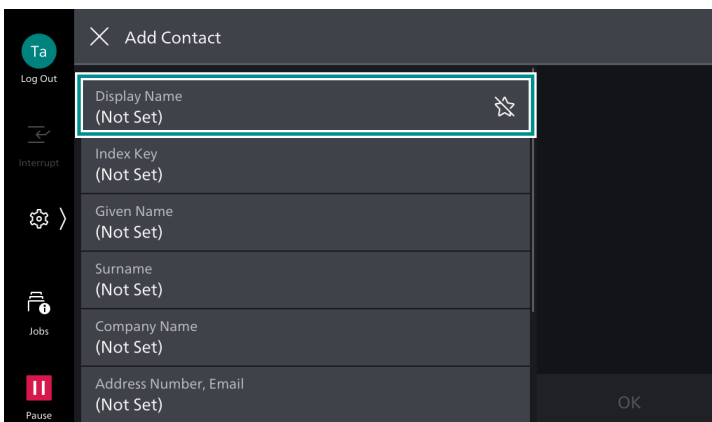 Ta
Log Out
Interrupt
Jobs
Pause
Add Contact
Display Name
(Not Set)
Index Key
(Not Set)
Given Name
(Not Set)
Surname
(Not Set)
Company Name
(Not Set)
Address Number, Email
(Not Set)
OK